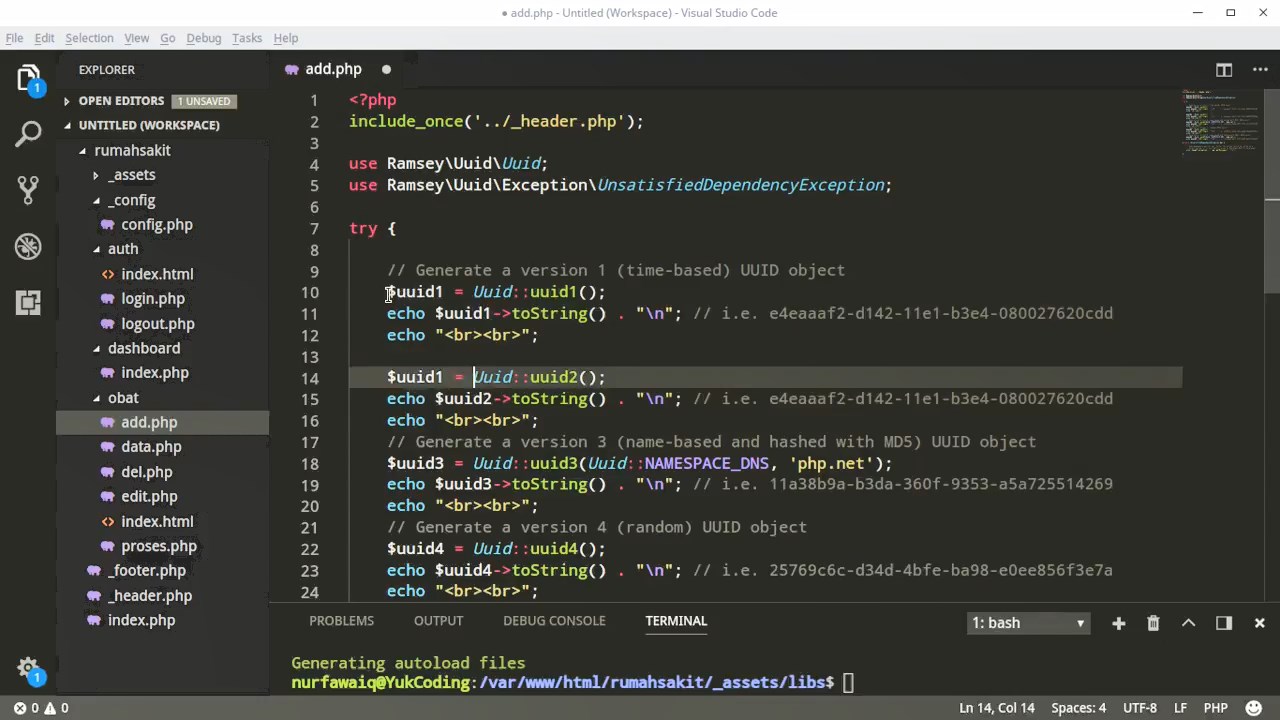 ● add.php - Untitled (Workspace) - Visual Studio Code
File Edit Selection View Go Debug Tasks Help
EXPLORER
OPEN EDITORS 1 UNSAVED
UNTITLED (WORKSPACE)
rumahsakit
_assets
_config
config.php
auth
index.html
login.php
logout.php
dashboard
index.php
obat
add.php
data.php
del.php
edit.php
index.html
proses.php
_footer.php
_header.php
index.php
1
1
add.php ●
1 <?php
2 include_once('../_header.php');
3
4 use Ramsey\Uuid\Uuid;
5 use Ramsey\Uuid\Exception\UnsatisfiedDependencyException;
6
7 try {
8
9 // Generate a version 1 (time-based) UUID object
10 $uuid1 = Uuid::uuid1();
11 echo $uuid1->toString() . "\n"; // i.e. e4eaaaf2-d142-11e1-b3e4-080027620cdd
12 echo "<br><br>";
13
14 $uuid1 = Uuid::uuid2();
15 echo $uuid2->toString() . "\n"; // i.e. e4eaaaf2-d142-11e1-b3e4-080027620cdd
16 echo "<br><br>";
17 // Generate a version 3 (name-based and hashed with MD5) UUID object
18 $uuid3 = Uuid::uuid3(Uuid::NAMESPACE_DNS, 'php.net');
19 echo $uuid3->toString() . "\n"; // i.e. 11a38b9a-b3da-360f-9353-a5a725514269
20 echo "<br><br>";
21 // Generate a version 4 (random) UUID object
22 $uuid4 = Uuid::uuid4();
23 echo $uuid4->toString() . "\n"; // i.e. 25769c6c-d34d-4bfe-ba98-e0ee856f3e7a
24 echo "<br><br>";
PROBLEMS OUTPUT DEBUG CONSOLE TERMINAL 1: bash
Generating autoload files
nurfawaiq@YukCoding:/var/www/html/rumahsakit/_assets/libs$
0 0 Ln 14, Col 14 Spaces: 4 UTF-8 LF PHP